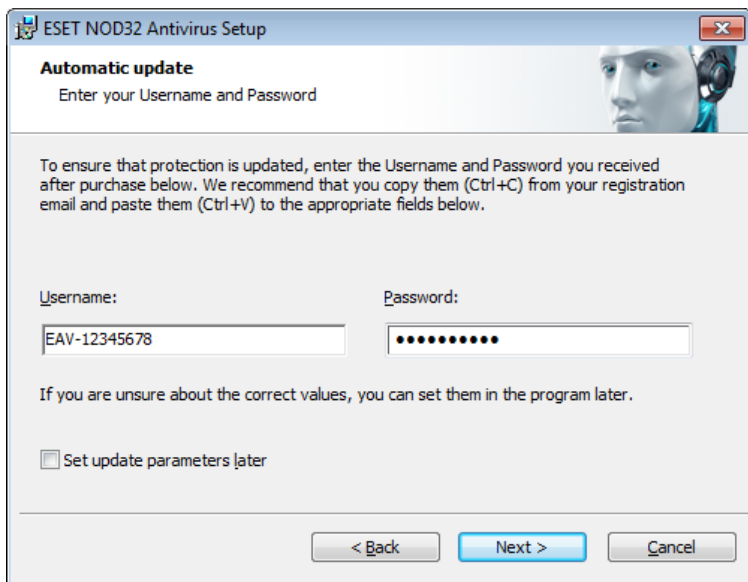 ESET NOD32 Antivirus Setup
Automatic update
Enter your Username and Password
To ensure that protection is updated, enter the Username and Password you received
after purchase below. We recommend that you copy them (Ctrl+C) from your registration
email and paste them (Ctrl+V) to the appropriate fields below.
Username: Password:
EAV-12345678 ●●●●●●●●●●
If you are unsure about the correct values, you can set them in the program later.
Set update parameters later
< Back Next > Cancel